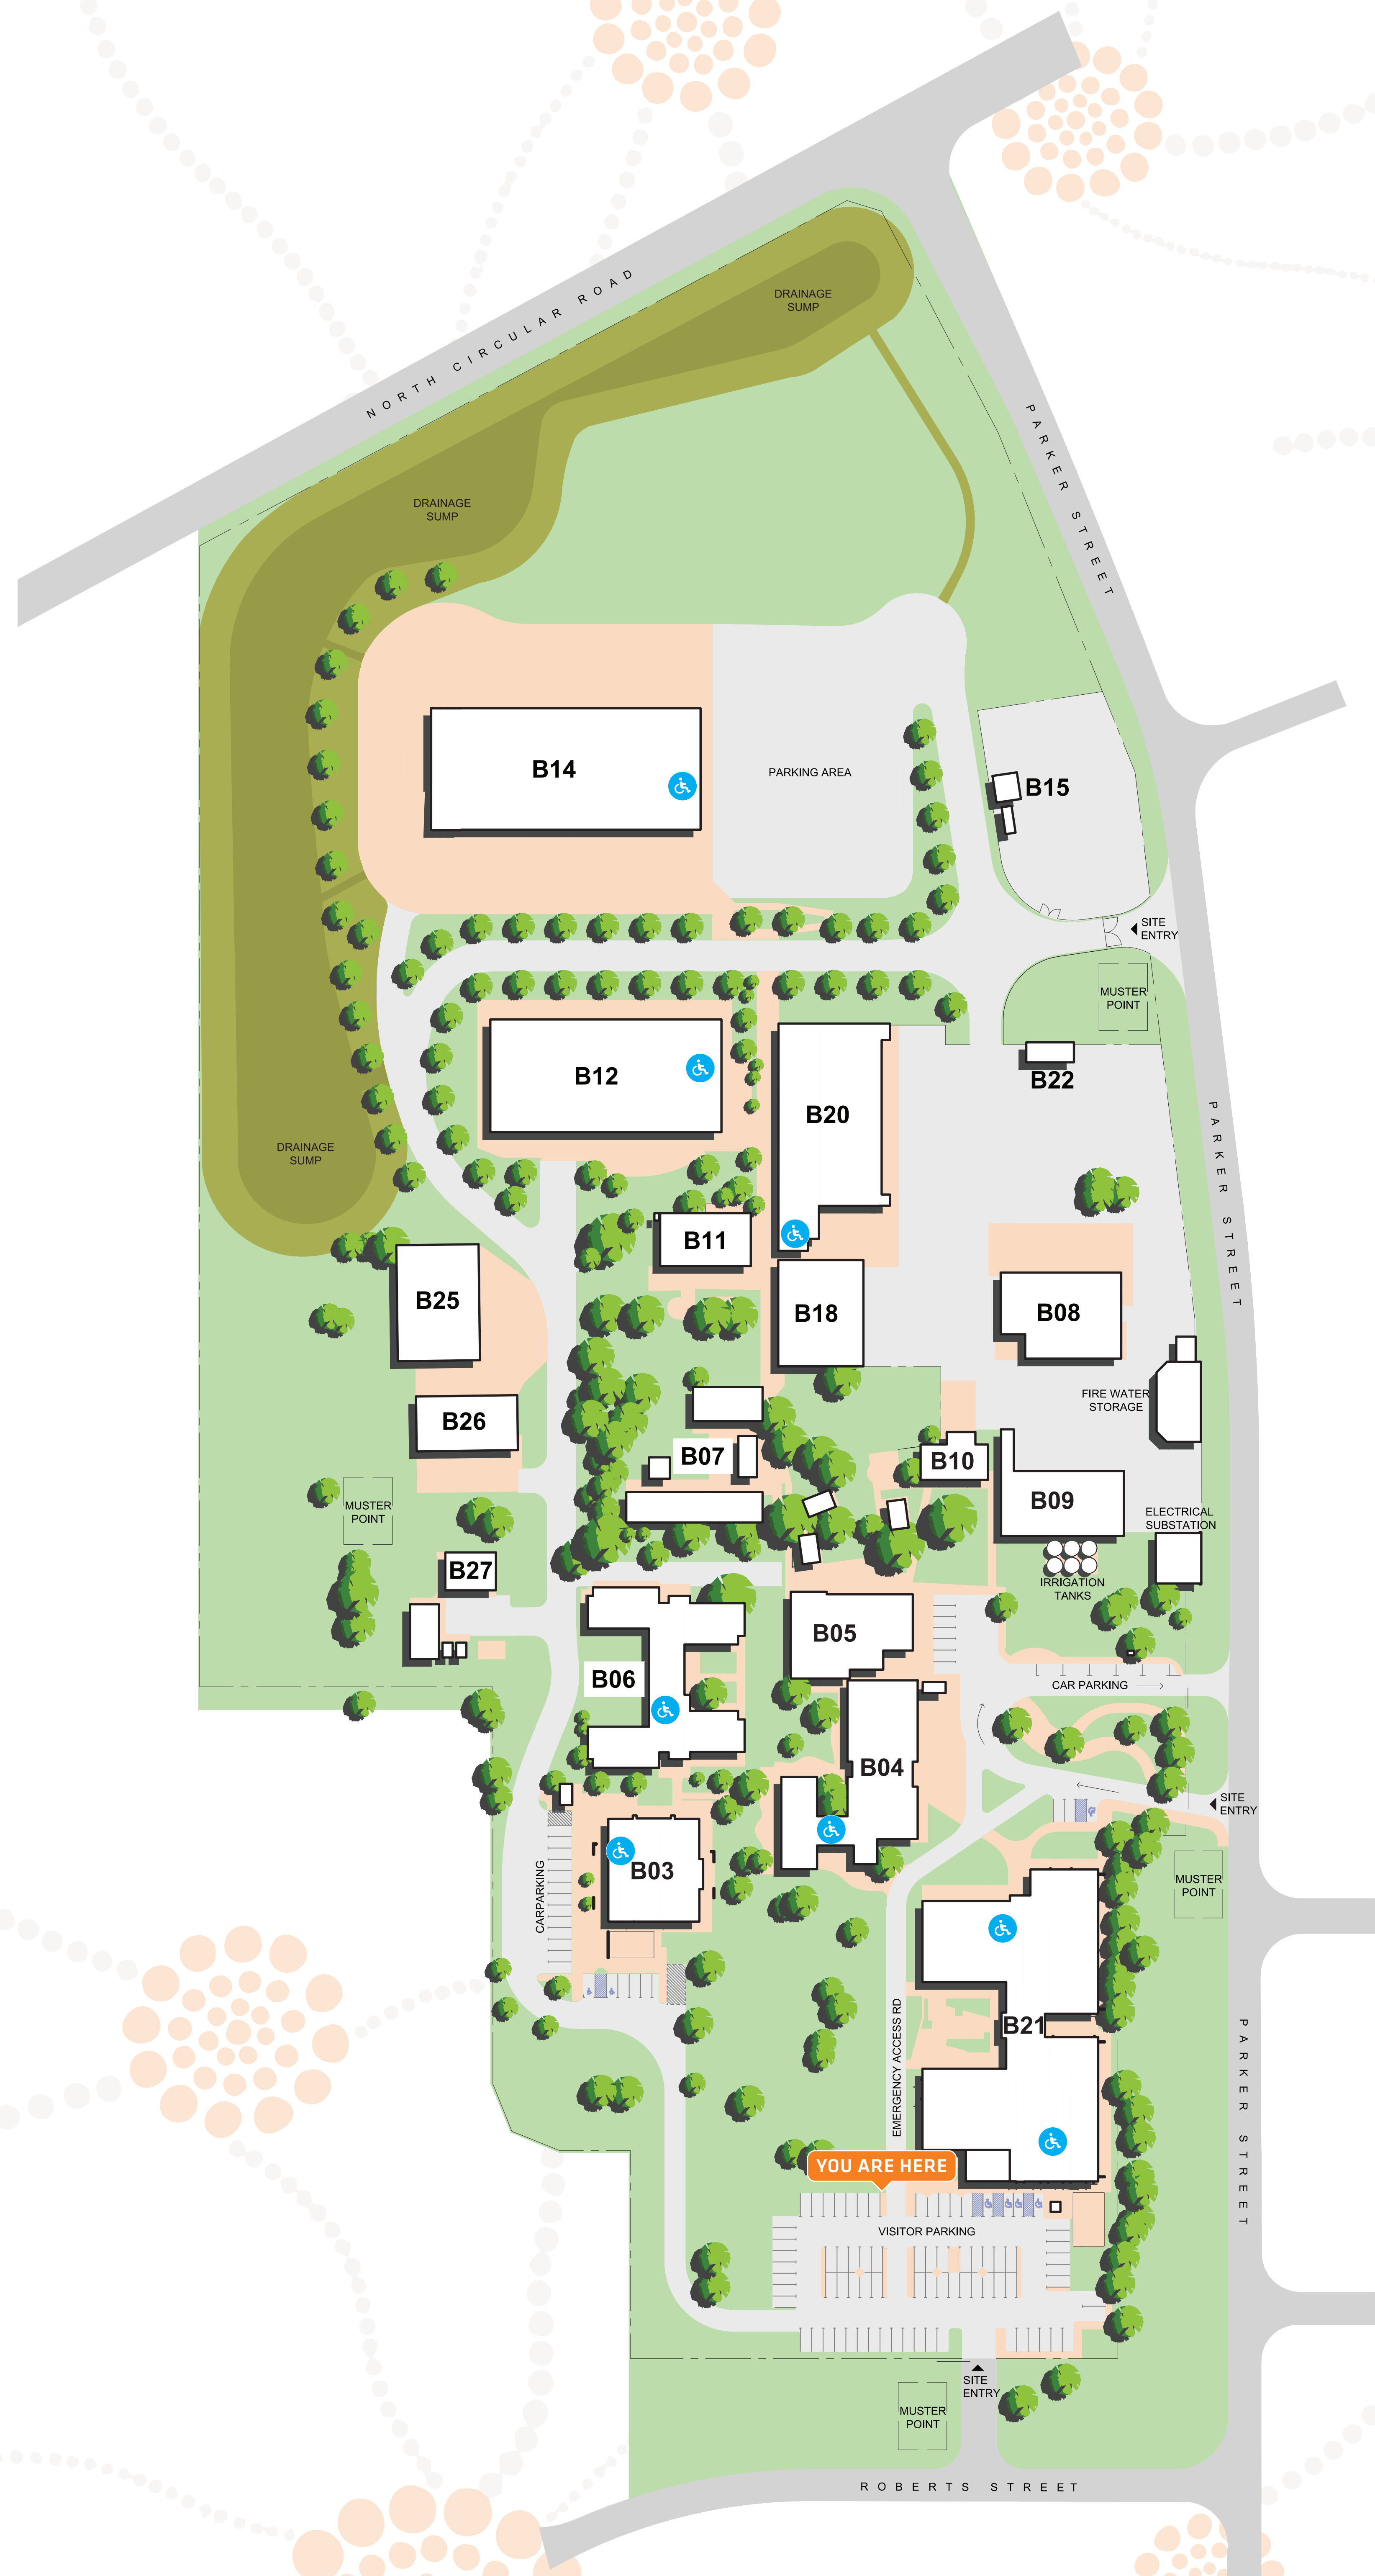 DRAINAGE
SUMP
NORTH CIRCULAR ROAD
PARKER STREET
DRAINAGE
SUMP
B14
PARKING AREA
B15
SITE
ENTRY
MUSTER
POINT
B12
B22
B20
PARKER STREET
DRAINAGE
SUMP
B11
B25
B18
B08
FIRE WATER
STORAGE
B26
B07
B10
B09
MUSTER
POINT
ELECTRICAL
SUBSTATION
B27
IRRIGATION
TANKS
B05
B06
CAR PARKING
B04
SITE
ENTRY
B03
CARPARKING
MUSTER
POINT
EMERGENCY ACCESS RD
B21
PARKER STREET
YOU ARE HERE
VISITOR PARKING
SITE
ENTRY
MUSTER
POINT
ROBERTS STREET